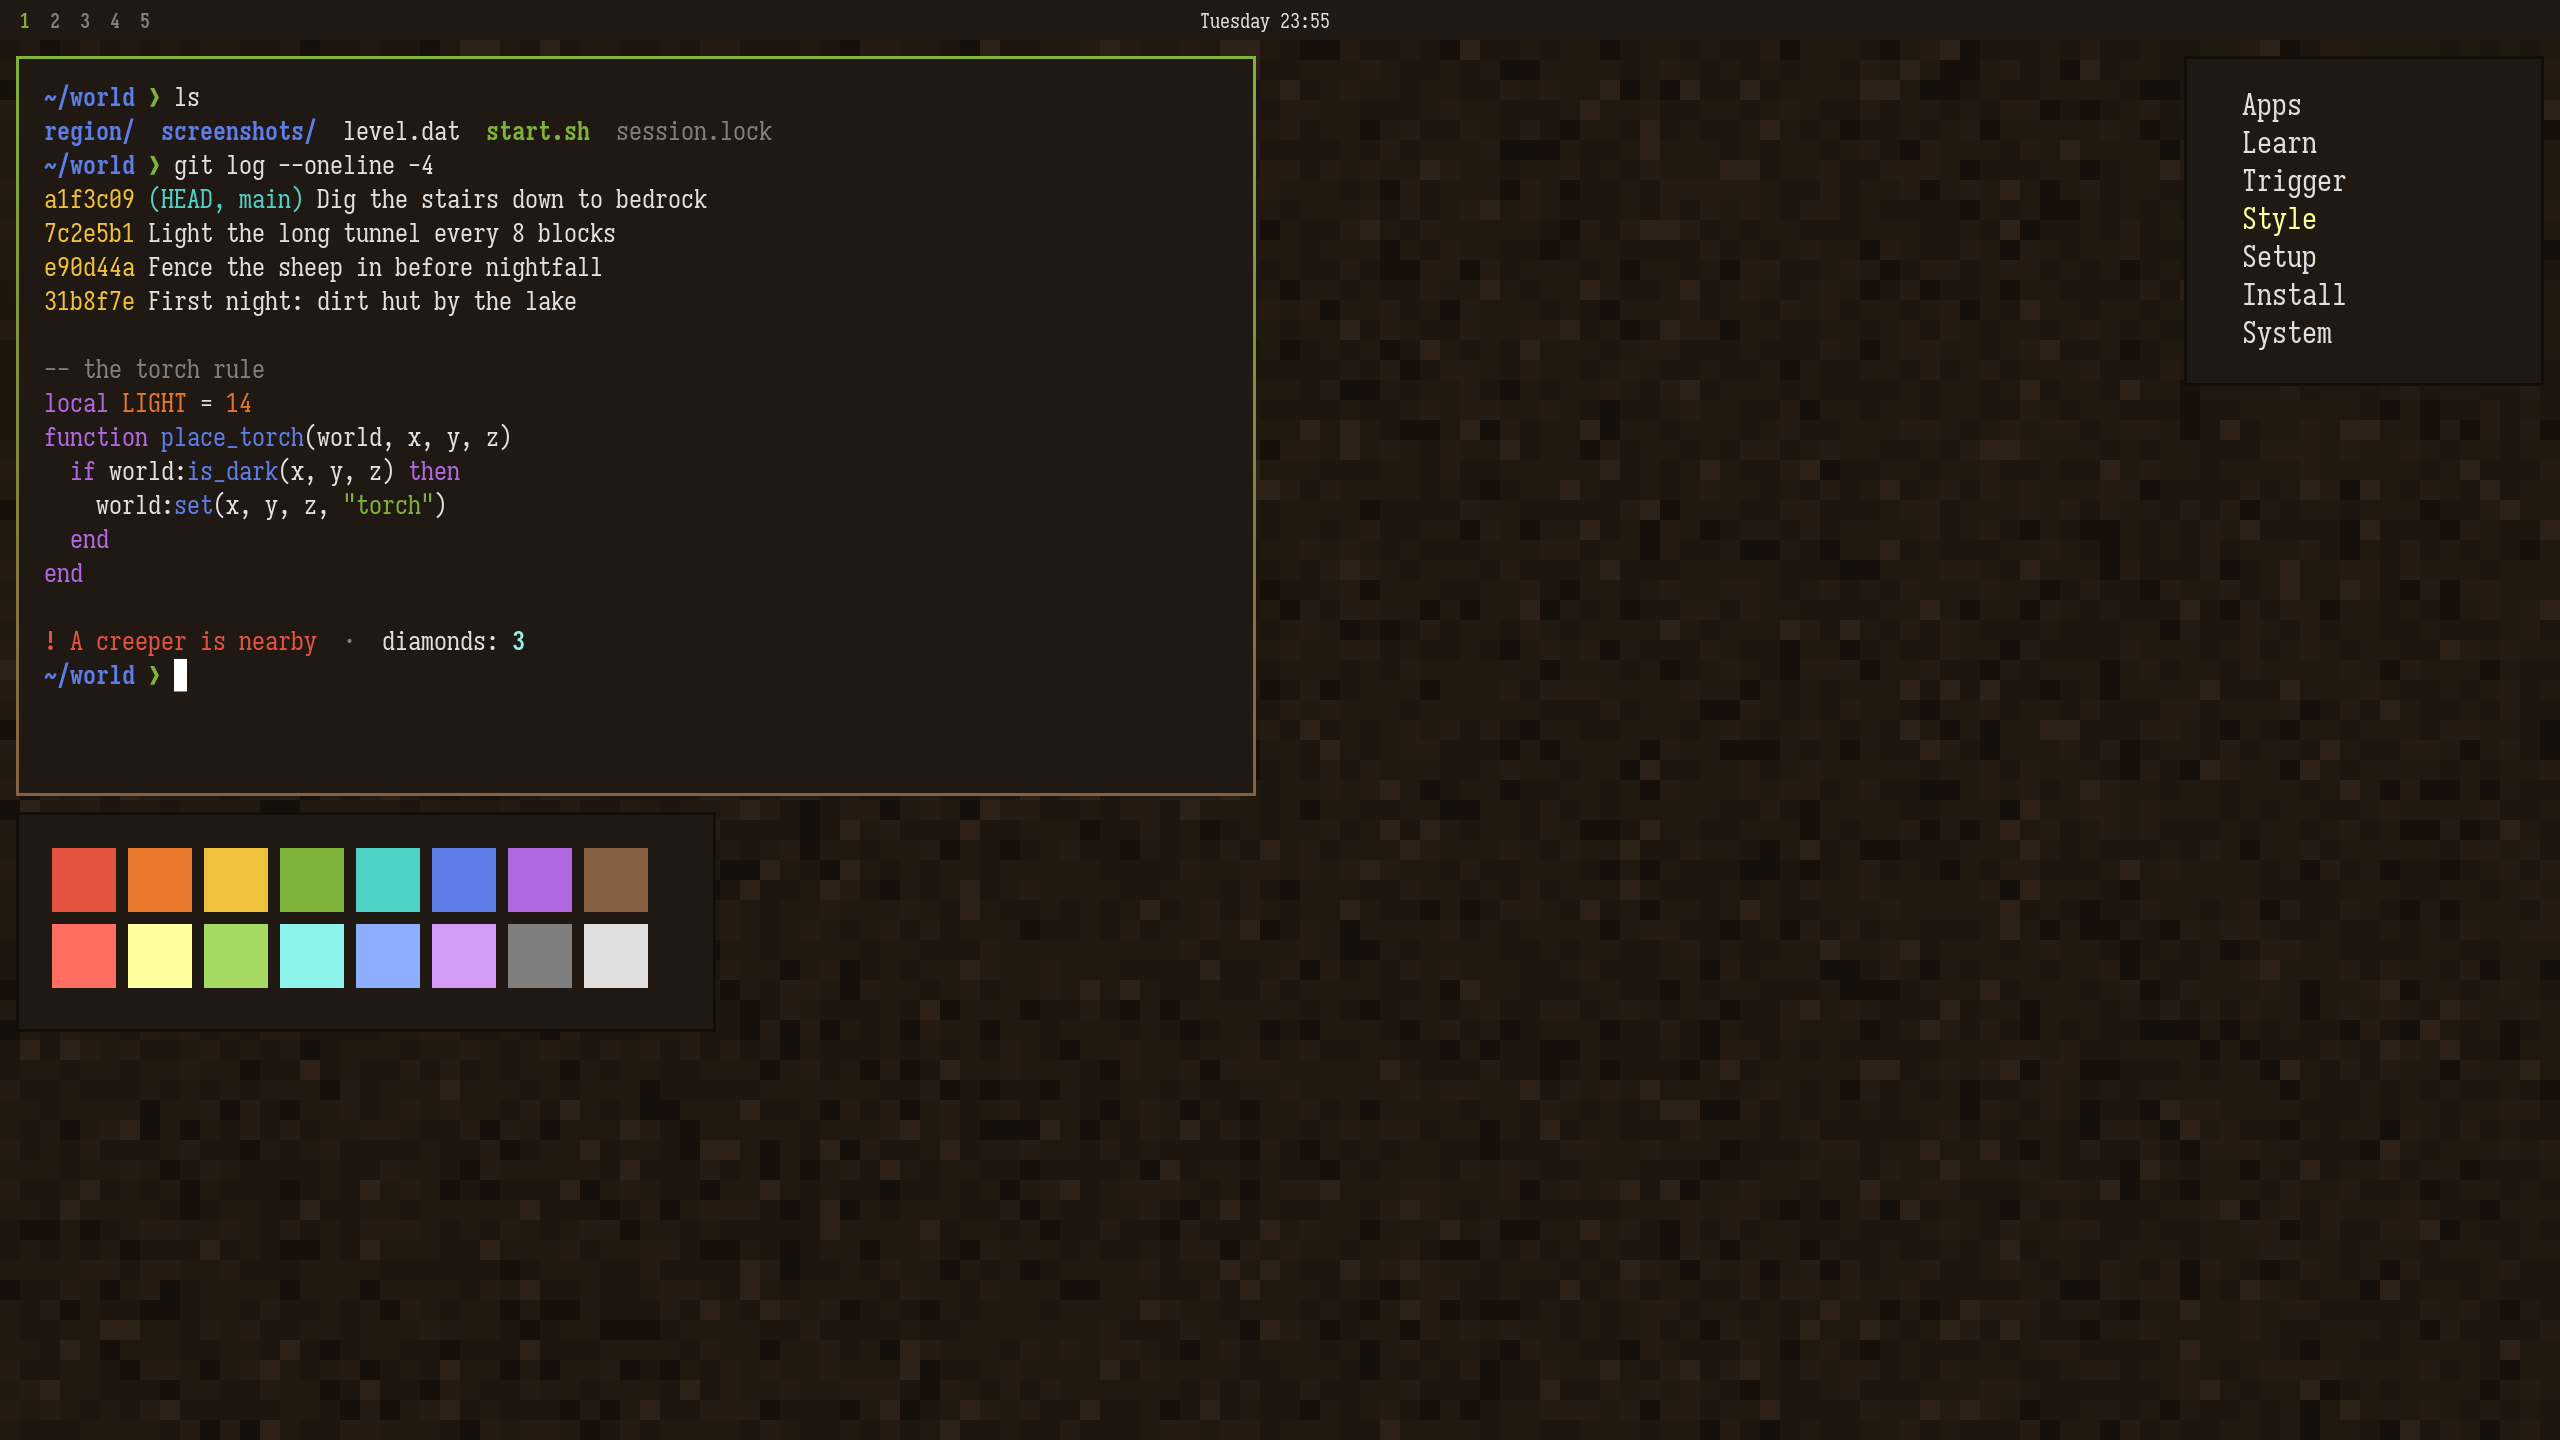 1 2 3 4 5
Tuesday 23:55
~/world ❯ ls
region/  screenshots/  level.dat  start.sh  session.lock
~/world ❯ git log --oneline -4
a1f3c09 (HEAD, main) Dig the stairs down to bedrock
7c2e5b1 Light the long tunnel every 8 blocks
e90d44a Fence the sheep in before nightfall
31b8f7e First night: dirt hut by the lake
-- the torch rule
local LIGHT = 14
function place_torch(world, x, y, z)
  if world:is_dark(x, y, z) then
    world:set(x, y, z, "torch")
  end
end
! A creeper is nearby  ·  diamonds: 3
~/world ❯
Apps
Learn
Trigger
Style
Setup
Install
System